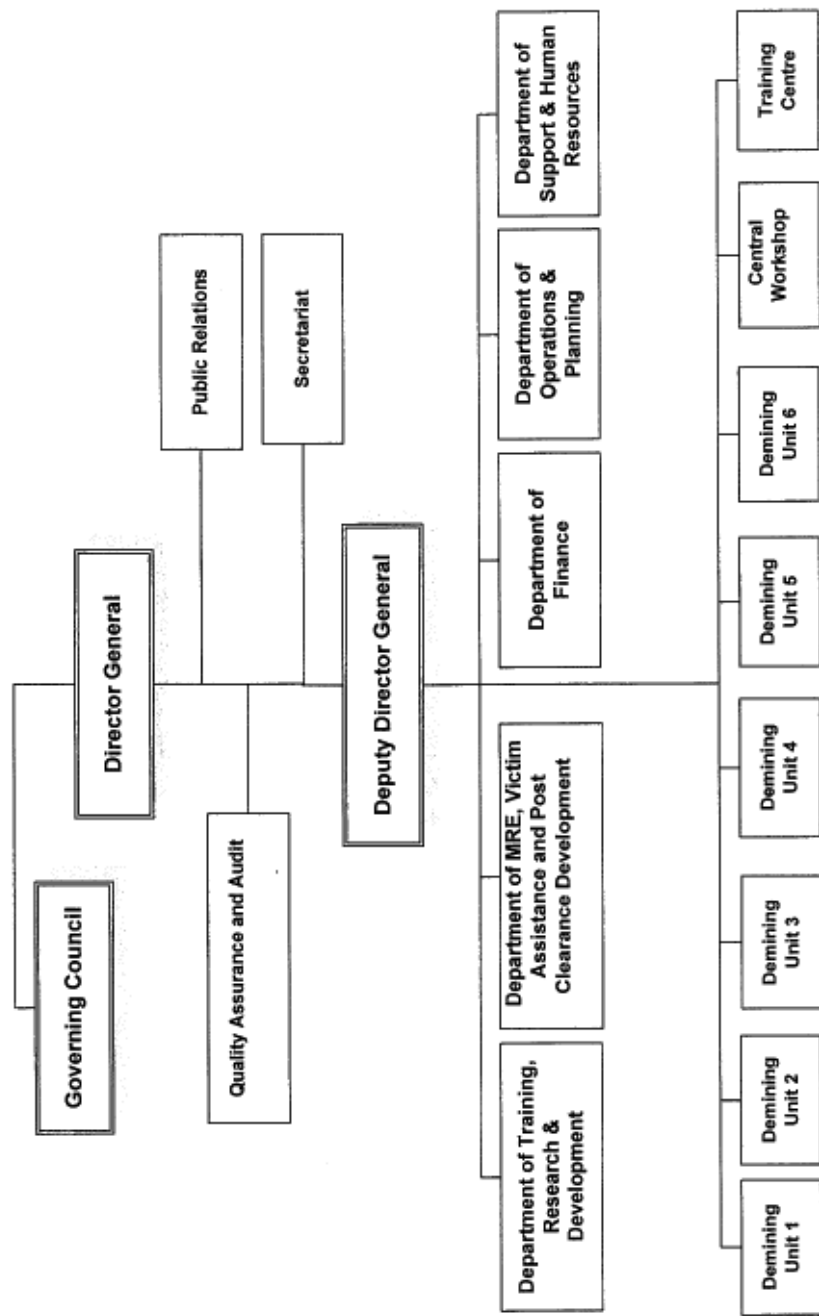 Governing Council
Director General
Public Relations
Quality Assurance and Audit
Secretariat
Deputy Director General
Department of Training,
Research &
Development
Department of MRE, Victim
Assistance and Post
Clearance Development
Department of
Finance
Department of
Operations &
Planning
Department of
Support & Human
Resources
Demining
Unit 1
Demining
Unit 2
Demining
Unit 3
Demining
Unit 4
Demining
Unit 5
Demining
Unit 6
Central
Workshop
Training
Centre